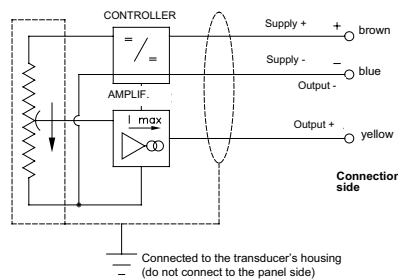 CONTROLLER
Supply + + brown
= / =
Supply - – blue
Output -
AMPLIF.
I max
Output + yellow
Connection
side
Connected to the transducer's housing
(do not connect to the panel side)